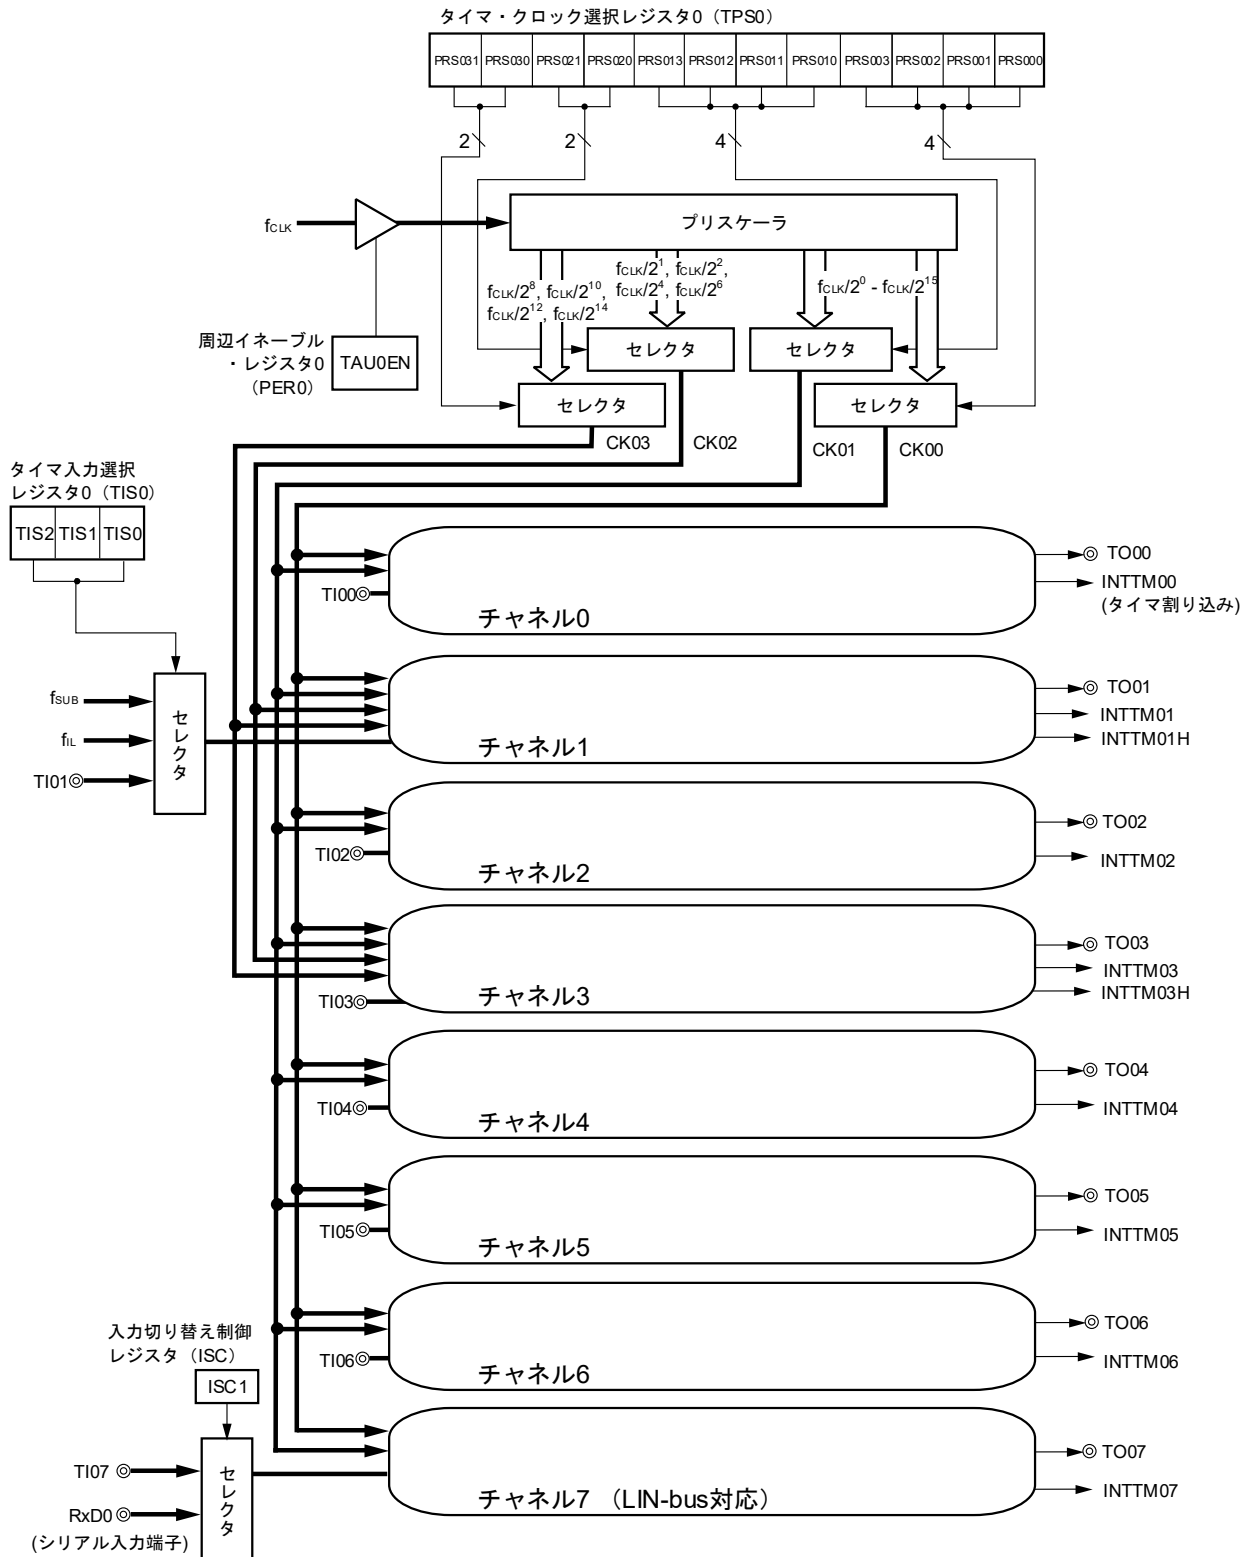 タイマ・クロック選択レジスタ0（TPS0）
PRS031 PRS030 PRS021 PRS020 PRS013 PRS012 PRS011 PRS010 PRS003 PRS002 PRS001 PRS000
2 2 4 4
fCLK
プリスケーラ
fCLK/2^8, fCLK/2^10,
fCLK/2^12, fCLK/2^14
fCLK/2^1, fCLK/2^2,
fCLK/2^4, fCLK/2^6
fCLK/2^0 - fCLK/2^15
周辺イネーブル
・レジスタ0
（PER0）
TAU0EN
セレクタ セレクタ
セレクタ セレクタ
CK03 CK02 CK01 CK00
タイマ入力選択
レジスタ0（TIS0）
TIS2 TIS1 TIS0
TI00
チャネル0
TO00
INTTM00
(タイマ割り込み)
fSUB
fIL
TI01
セレクタ
チャネル1
TO01
INTTM01
INTTM01H
TI02
チャネル2
TO02
INTTM02
TI03
チャネル3
TO03
INTTM03
INTTM03H
TI04
チャネル4
TO04
INTTM04
TI05
チャネル5
TO05
INTTM05
TI06
チャネル6
TO06
INTTM06
入力切り替え制御
レジスタ（ISC）
ISC1
TI07
RxD0
(シリアル入力端子)
セレクタ
チャネル7 （LIN-bus対応）
TO07
INTTM07